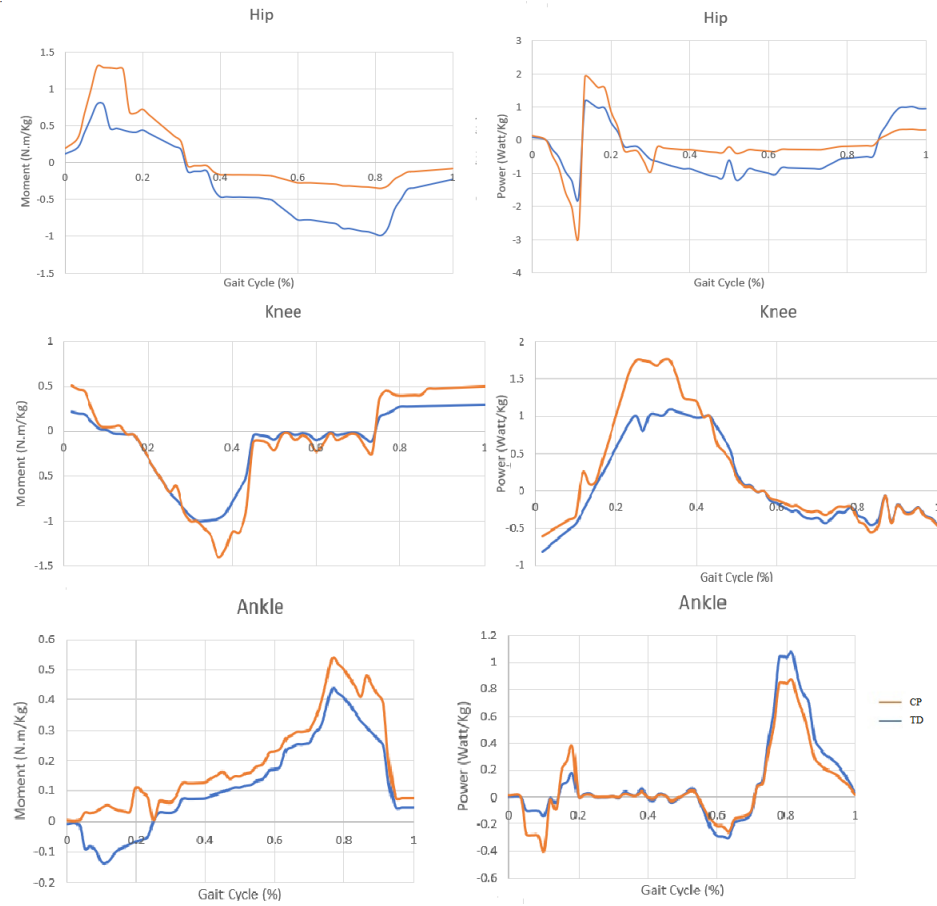 Hip
Moment (N.m/Kg)
1.5
1
0.5
0
-0.5
-1
-1.5
0 0.2 0.4 0.6 0.8 1
Gait Cycle (%)
Hip
Power (Watt/Kg)
3
2
1
0
-1
-2
-3
-4
0 0.2 0.4 0.6 0.8 1
Gait Cycle (%)
Knee
Moment (N.m/Kg)
1
0.5
0
0.5
-1
-1.5
0 0.2 0.4 0.6 0.8 1
Gait Cycle (%)
Knee
Power (Watt/Kg)
2
1.5
1
0.5
0
-0.5
-1
0 0.2 0.4 0.6 0.8 1
Gait Cycle (%)
Ankle
Moment (N.m/Kg)
0.6
0.5
0.4
0.3
0.2
0.1
0
-0.1
-0.2
0 0.2 0.4 0.6 0.8 1
Gait Cycle (%)
Ankle
Power (Watt/Kg)
1.2
1
0.8
0.6
0.4
0.2
0
-0.2
-0.4
-0.6
0 0.2 0.4 0.6 0.8 1
Gait Cycle (%)
CP
TD